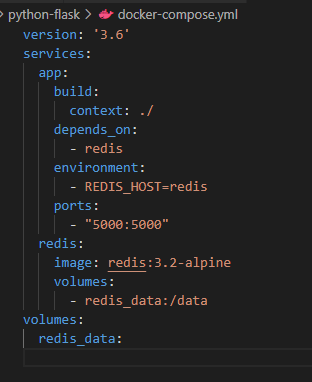 python-flask > docker-compose.yml
version: '3.6'
services:
  app:
    build:
      context: ./
    depends_on:
      - redis
    environment:
      - REDIS_HOST=redis
    ports:
      - "5000:5000"
  redis:
    image: redis:3.2-alpine
    volumes:
      - redis_data:/data
volumes:
  redis_data: